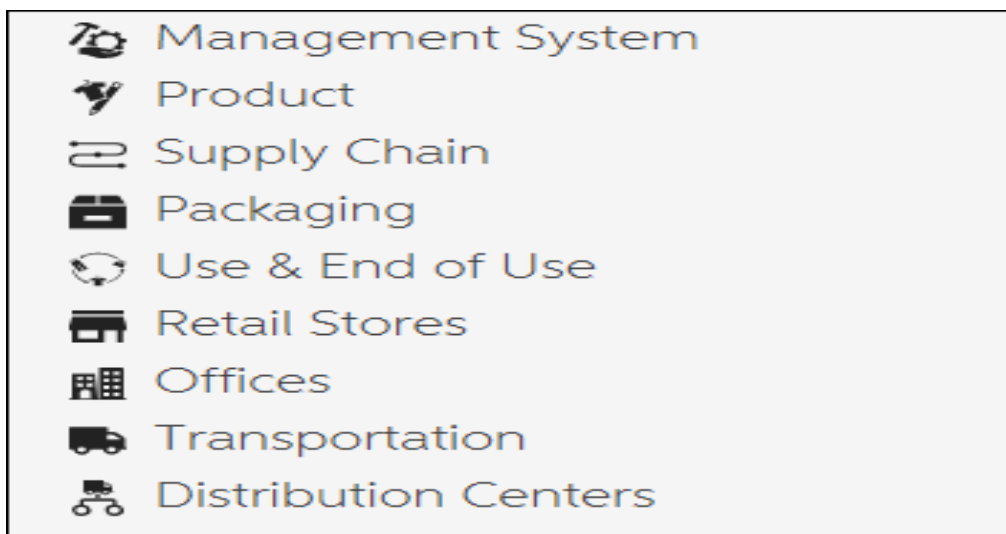 Management System
Product
Supply Chain
Packaging
Use & End of Use
Retail Stores
Offices
Transportation
Distribution Centers